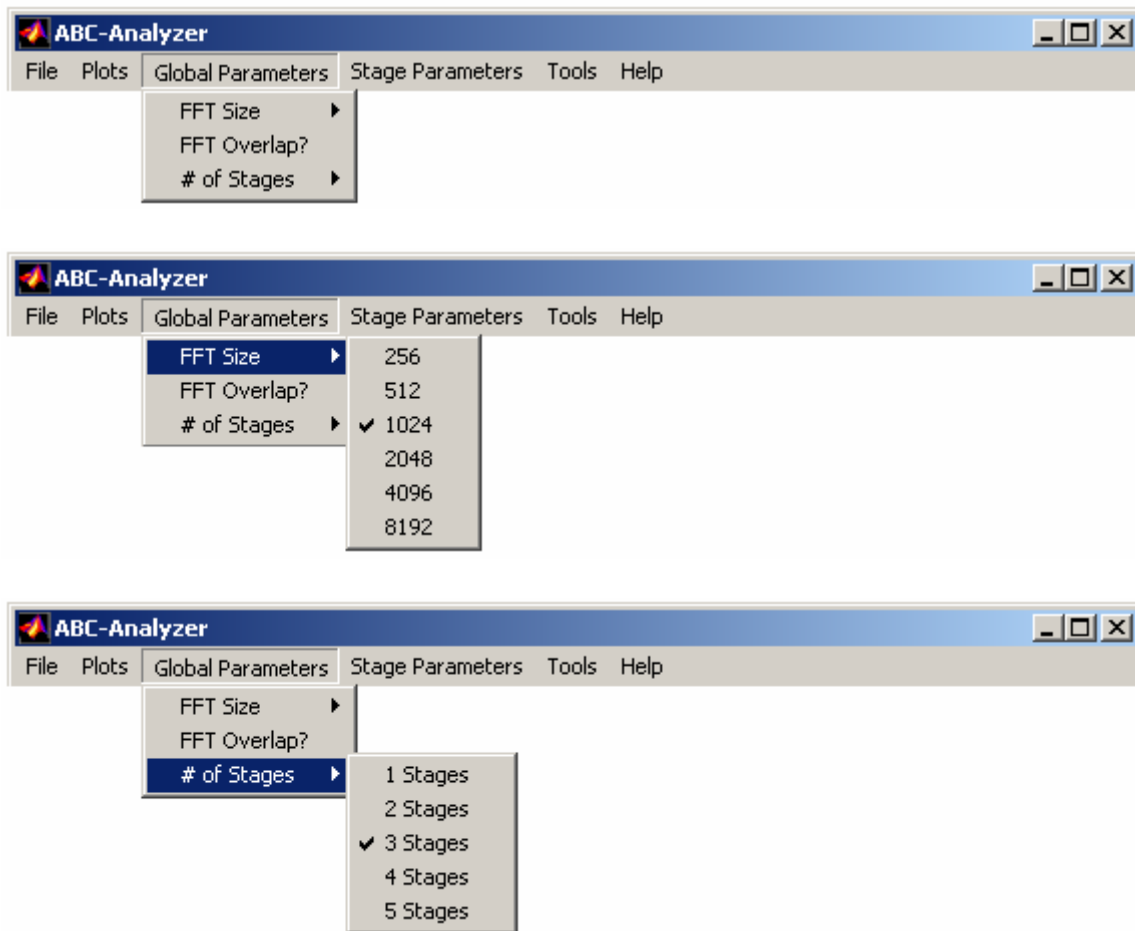 ABC-Analyzer
File Plots Global Parameters Stage Parameters Tools Help
FFT Size
FFT Overlap?
# of Stages
ABC-Analyzer
File Plots Global Parameters Stage Parameters Tools Help
FFT Size 256
FFT Overlap? 512
# of Stages ✔ 1024
2048
4096
8192
ABC-Analyzer
File Plots Global Parameters Stage Parameters Tools Help
FFT Size
FFT Overlap?
# of Stages 1 Stages
2 Stages
✔ 3 Stages
4 Stages
5 Stages